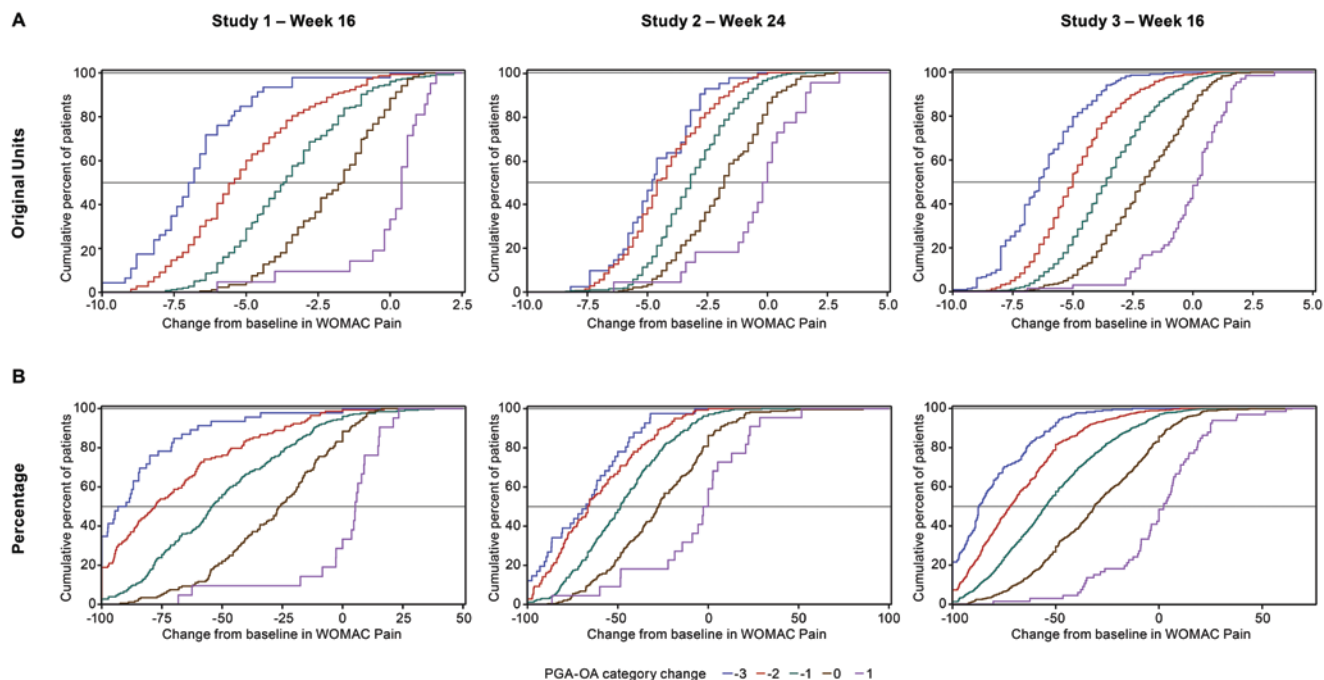 A
Study 1 – Week 16
Study 2 – Week 24
Study 3 – Week 16
Original Units
Cumulative percent of patients
100
80
60
40
20
0
-10.0 -7.5 -5.0 -2.5 0.0 2.5
Change from baseline in WOMAC Pain
Cumulative percent of patients
100
80
60
40
20
0
-10.0 -7.5 -5.0 -2.5 0.0 2.5 5.0
Change from baseline in WOMAC Pain
Cumulative percent of patients
100
80
60
40
20
0
-10.0 -7.5 -5.0 -2.5 0.0 2.5 5.0
Change from baseline in WOMAC Pain
B
Percentage
Cumulative percent of patients
100
80
60
40
20
0
-100 -75 -50 -25 0 25 50
Change from baseline in WOMAC Pain
Cumulative percent of patients
100
80
60
40
20
0
-100 -50 0 50 100
Change from baseline in WOMAC Pain
Cumulative percent of patients
100
80
60
40
20
0
-100 -50 0 50
Change from baseline in WOMAC Pain
PGA-OA category change -3 -2 -1 0 1